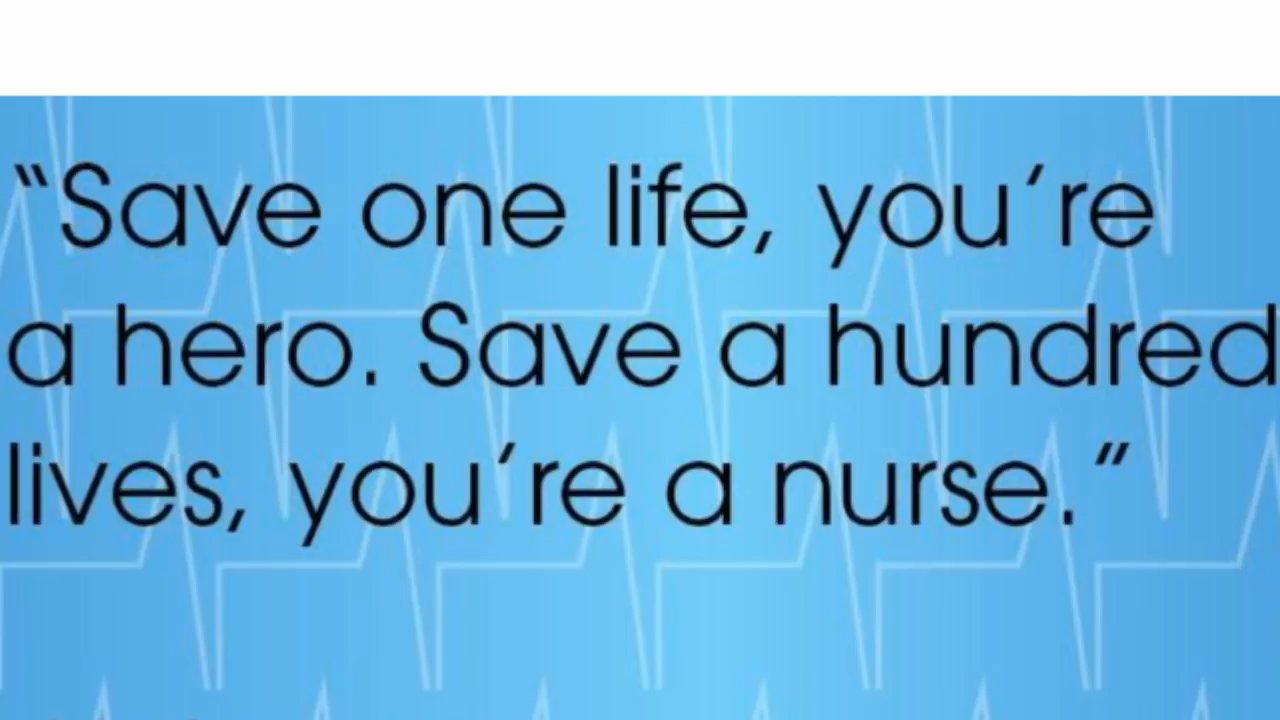 “Save one life, you’re
a hero. Save a hundred
lives, you’re a nurse.”